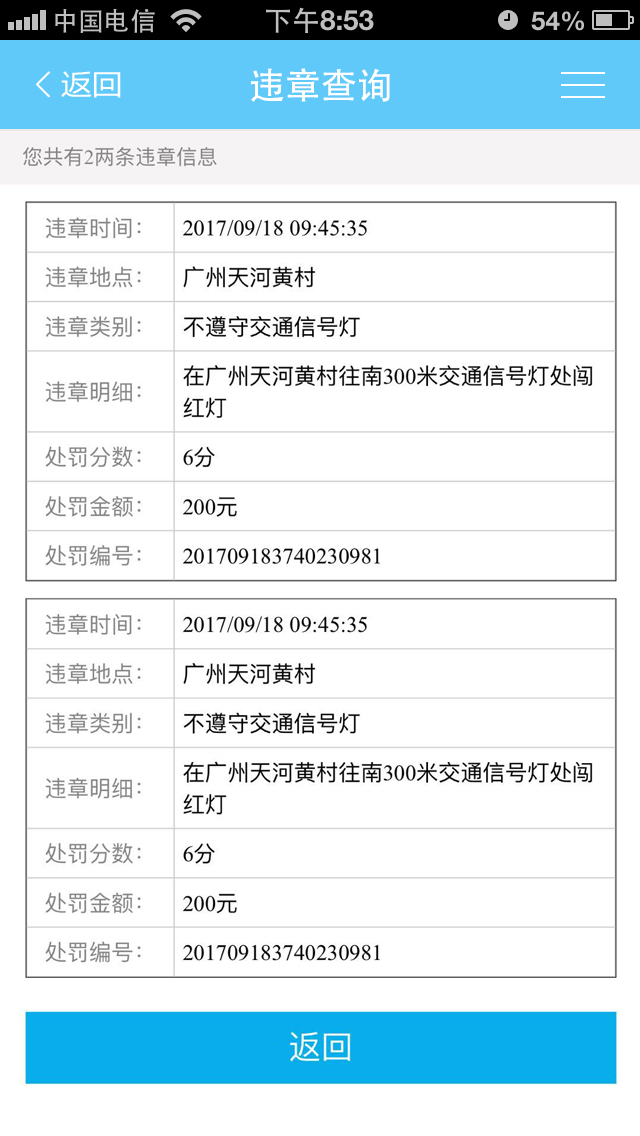 中国电信 下午8:53 54%
返回 违章查询
您共有2两条违章信息
违章时间： 2017/09/18 09:45:35
违章地点： 广州天河黄村
违章类别： 不遵守交通信号灯
违章明细： 在广州天河黄村往南300米交通信号灯处闯
红灯
处罚分数： 6分
处罚金额： 200元
处罚编号： 201709183740230981
违章时间： 2017/09/18 09:45:35
违章地点： 广州天河黄村
违章类别： 不遵守交通信号灯
违章明细： 在广州天河黄村往南300米交通信号灯处闯
红灯
处罚分数： 6分
处罚金额： 200元
处罚编号： 201709183740230981
返回